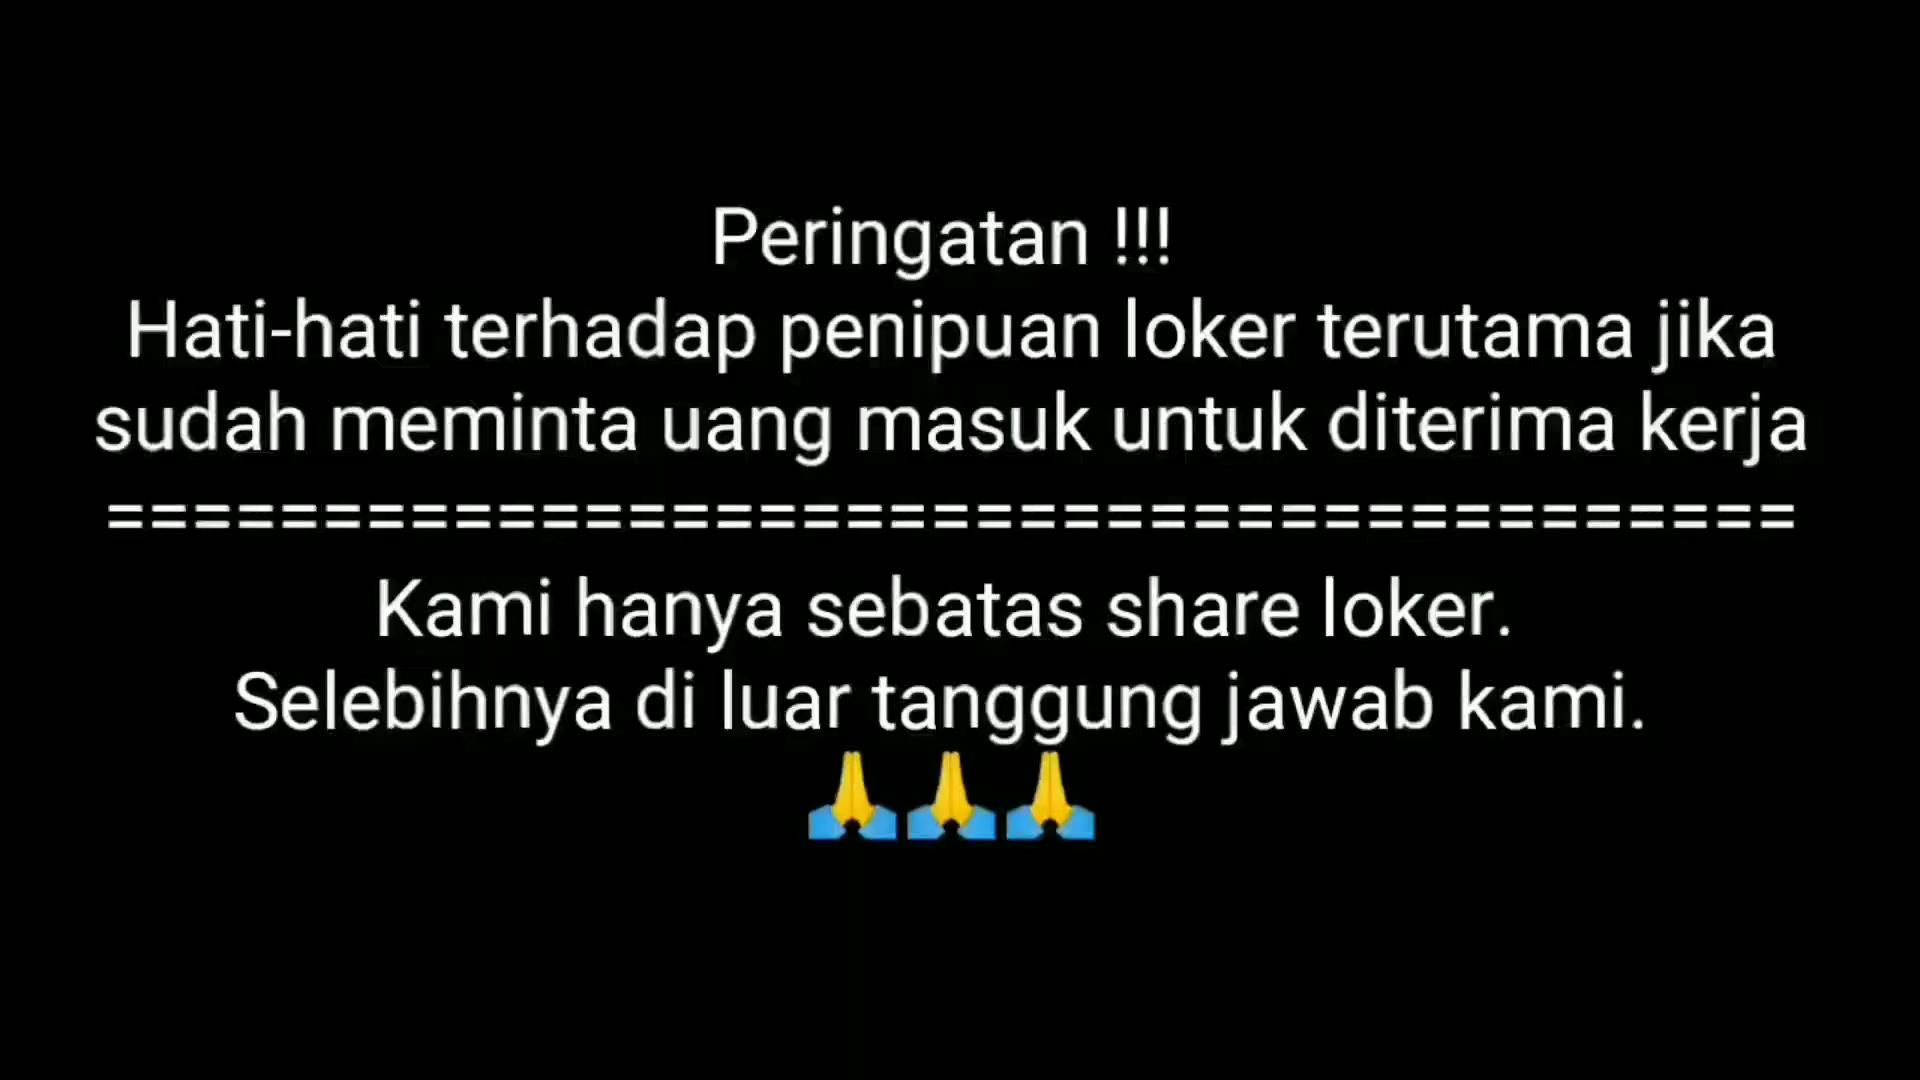 Peringatan !!!
Hati-hati terhadap penipuan loker terutama jika
sudah meminta uang masuk untuk diterima kerja
=======================================
Kami hanya sebatas share loker.
Selebihnya di luar tanggung jawab kami.
🙏🙏🙏